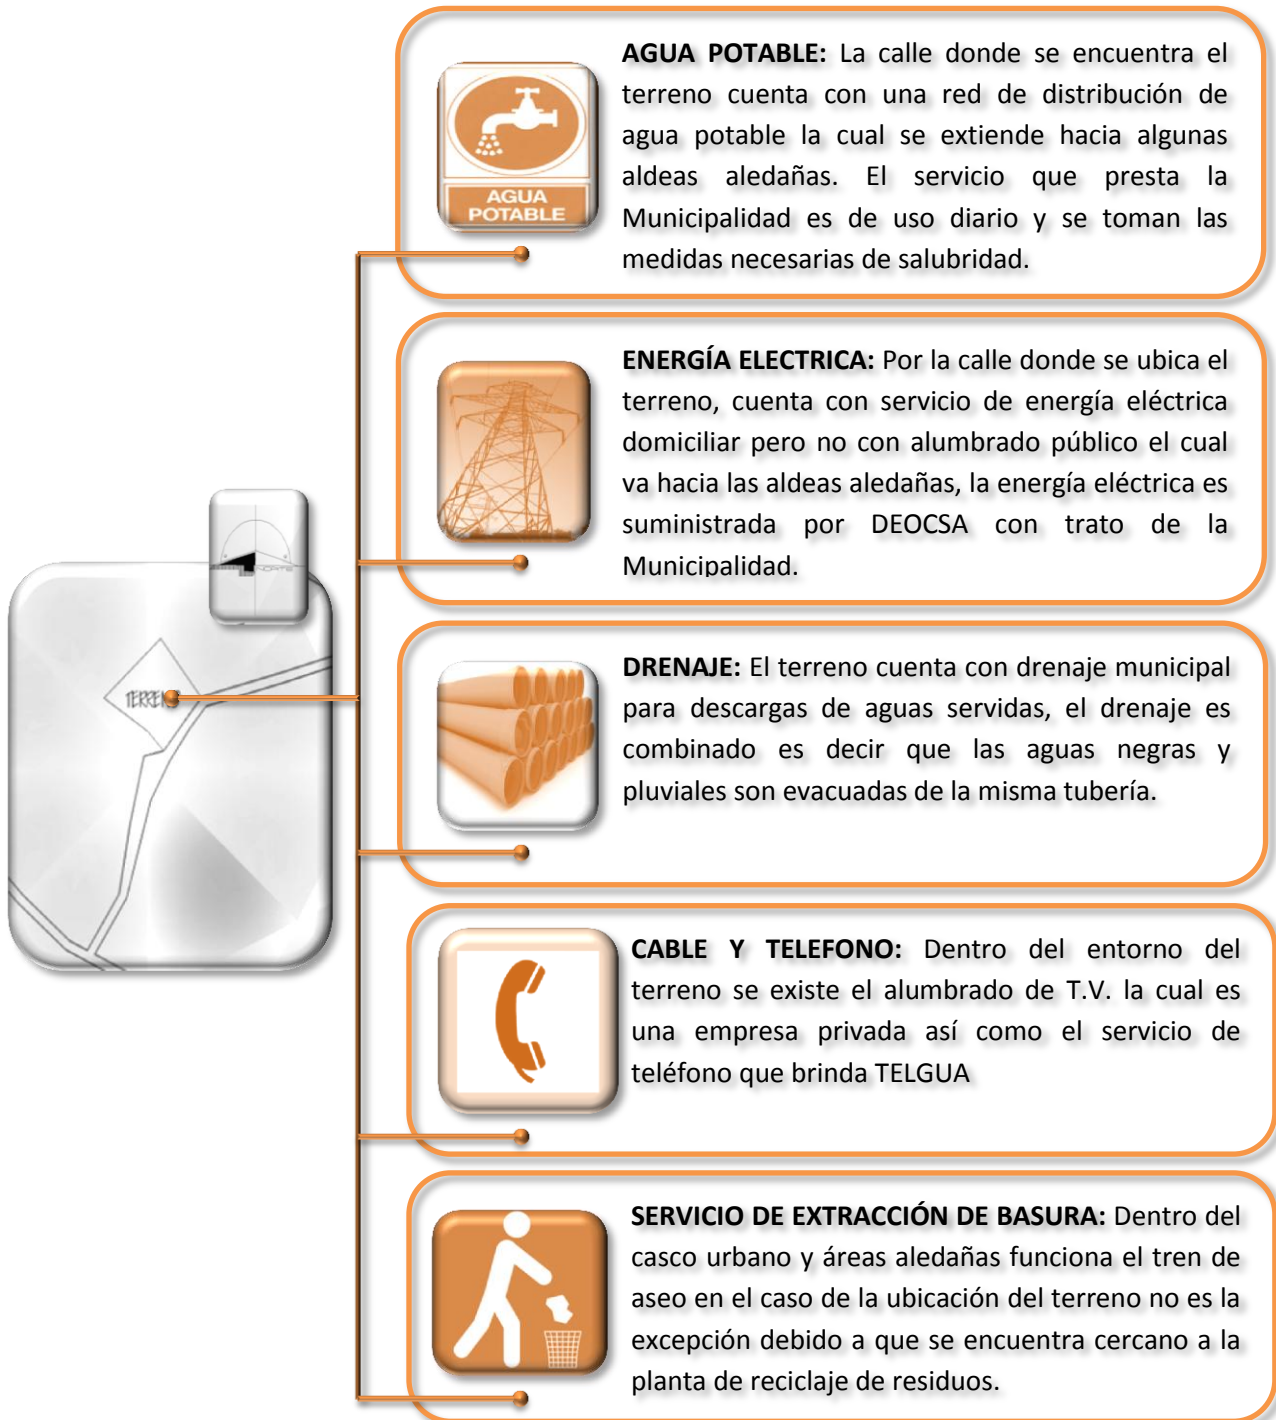 AGUA POTABLE: La calle donde se encuentra el
terreno cuenta con una red de distribución de
agua potable la cual se extiende hacia algunas
aldeas aledañas. El servicio que presta la
Municipalidad es de uso diario y se toman las
medidas necesarias de salubridad.
AGUA
POTABLE
ENERGÍA ELECTRICA: Por la calle donde se ubica el
terreno, cuenta con servicio de energía eléctrica
domiciliar pero no con alumbrado público el cual
va hacia las aldeas aledañas, la energía eléctrica es
suministrada por DEOCSA con trato de la
Municipalidad.
DRENAJE: El terreno cuenta con drenaje municipal
para descargas de aguas servidas, el drenaje es
combinado es decir que las aguas negras y
pluviales son evacuadas de la misma tubería.
CABLE Y TELEFONO: Dentro del entorno del
terreno se existe el alumbrado de T.V. la cual es
una empresa privada así como el servicio de
teléfono que brinda TELGUA
SERVICIO DE EXTRACCIÓN DE BASURA: Dentro del
casco urbano y áreas aledañas funciona el tren de
aseo en el caso de la ubicación del terreno no es la
excepción debido a que se encuentra cercano a la
planta de reciclaje de residuos.